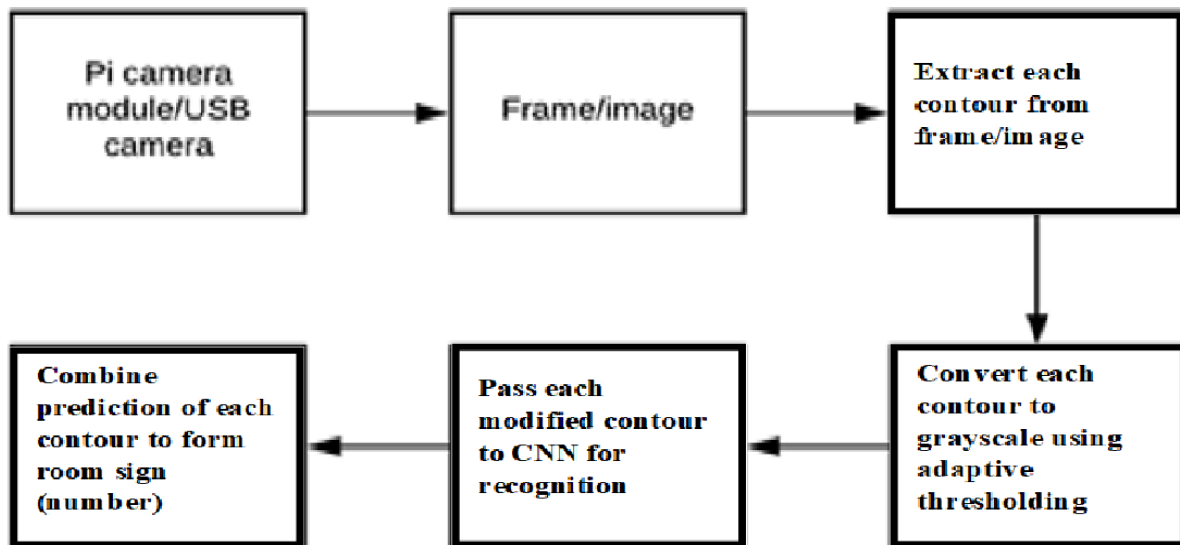 Pi camera
module/USB
camera
Frame/image
Extract each
contour from
frame/image
Convert each
contour to
grayscale using
adaptive
thresholding
Pass each
modified contour
to CNN for
recognition
Combine
prediction of each
contour to form
room sign
(number)